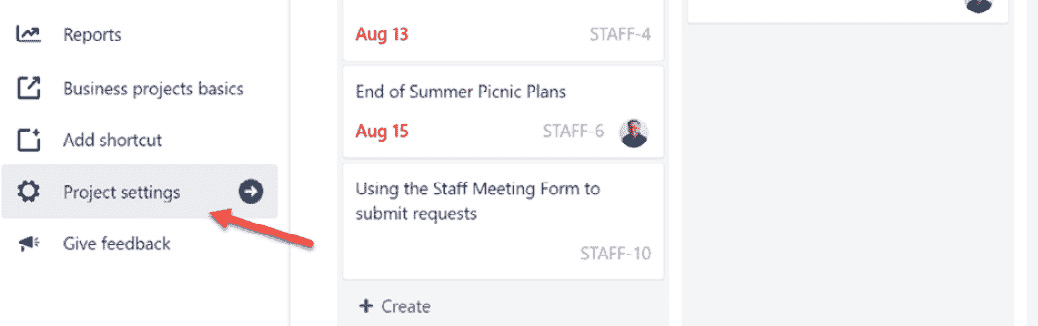 Reports
Business projects basics
Add shortcut
Project settings
Give feedback
Aug 13 STAFF-4
End of Summer Picnic Plans
Aug 15 STAFF-6
Using the Staff Meeting Form to
submit requests
STAFF-10
+ Create